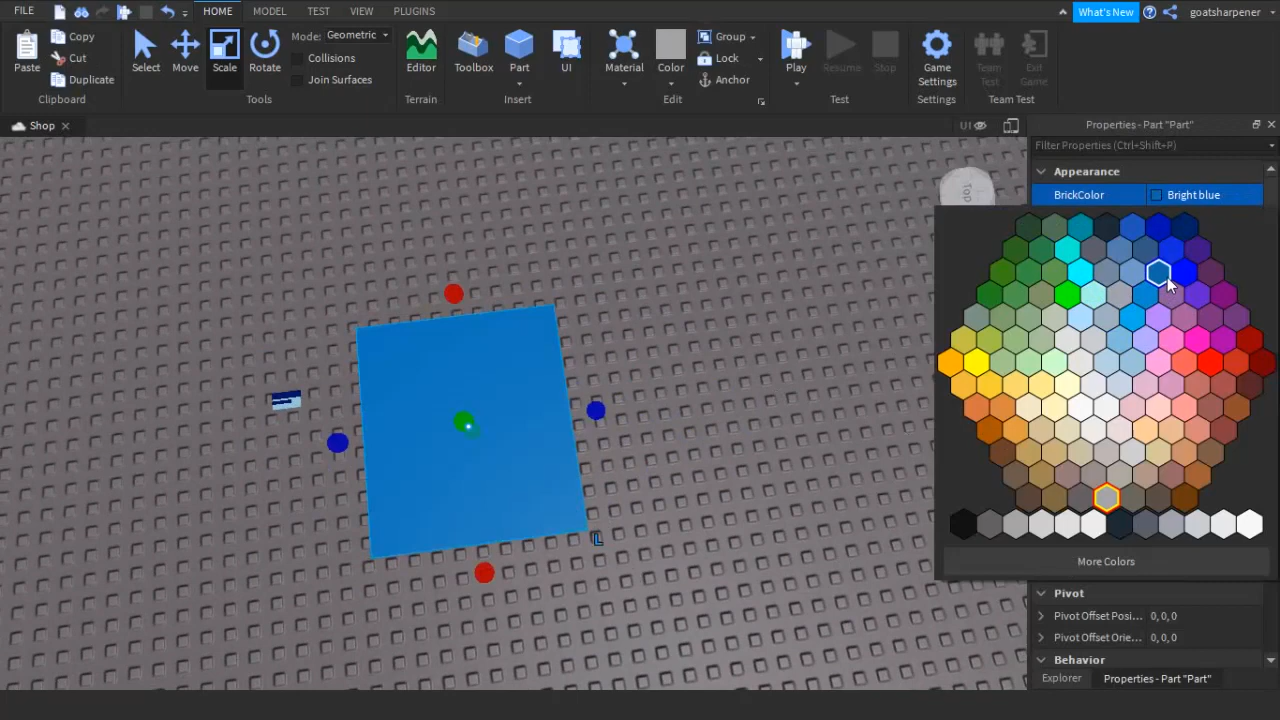 FILE
HOME
MODEL
TEST
VIEW
PLUGINS
What's New
goatsharpener
Paste
Copy
Cut
Duplicate
Clipboard
Select
Move
Scale
Rotate
Mode: Geometric
Collisions
Join Surfaces
Tools
Editor
Terrain
Toolbox
Part
UI
Insert
Material
Color
Group
Lock
Anchor
Edit
Play
Resume
Stop
Test
Game
Settings
Settings
Team
Test
Exit
Game
Team Test
Shop
UI
Properties - Part "Part"
Filter Properties (Ctrl+Shift+P)
Appearance
BrickColor Bright blue
Top
L
More Colors
Pivot
Pivot Offset Posi... 0, 0, 0
Pivot Offset Orie... 0, 0, 0
Behavior
Explorer
Properties - Part "Part"